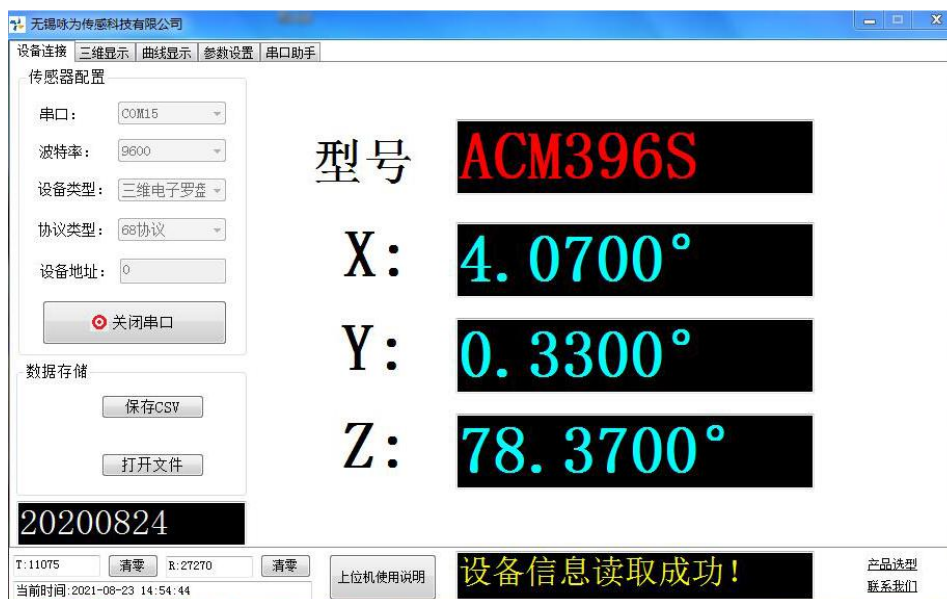 无锡咏为传感科技有限公司
设备连接 三维显示 曲线显示 参数设置 串口助手
传感器配置
串口: COM15
波特率: 9600
设备类型: 三维电子罗盘
协议类型: 68协议
设备地址: 0
关闭串口
数据存储
保存CSV
打开文件
20200824
型号 ACM396S
X: 4.0700°
Y: 0.3300°
Z: 78.3700°
T:11075 清零 R:27270 清零
当前时间:2021-08-23 14:54:44
上位机使用说明
设备信息读取成功!
产品选型
联系我们